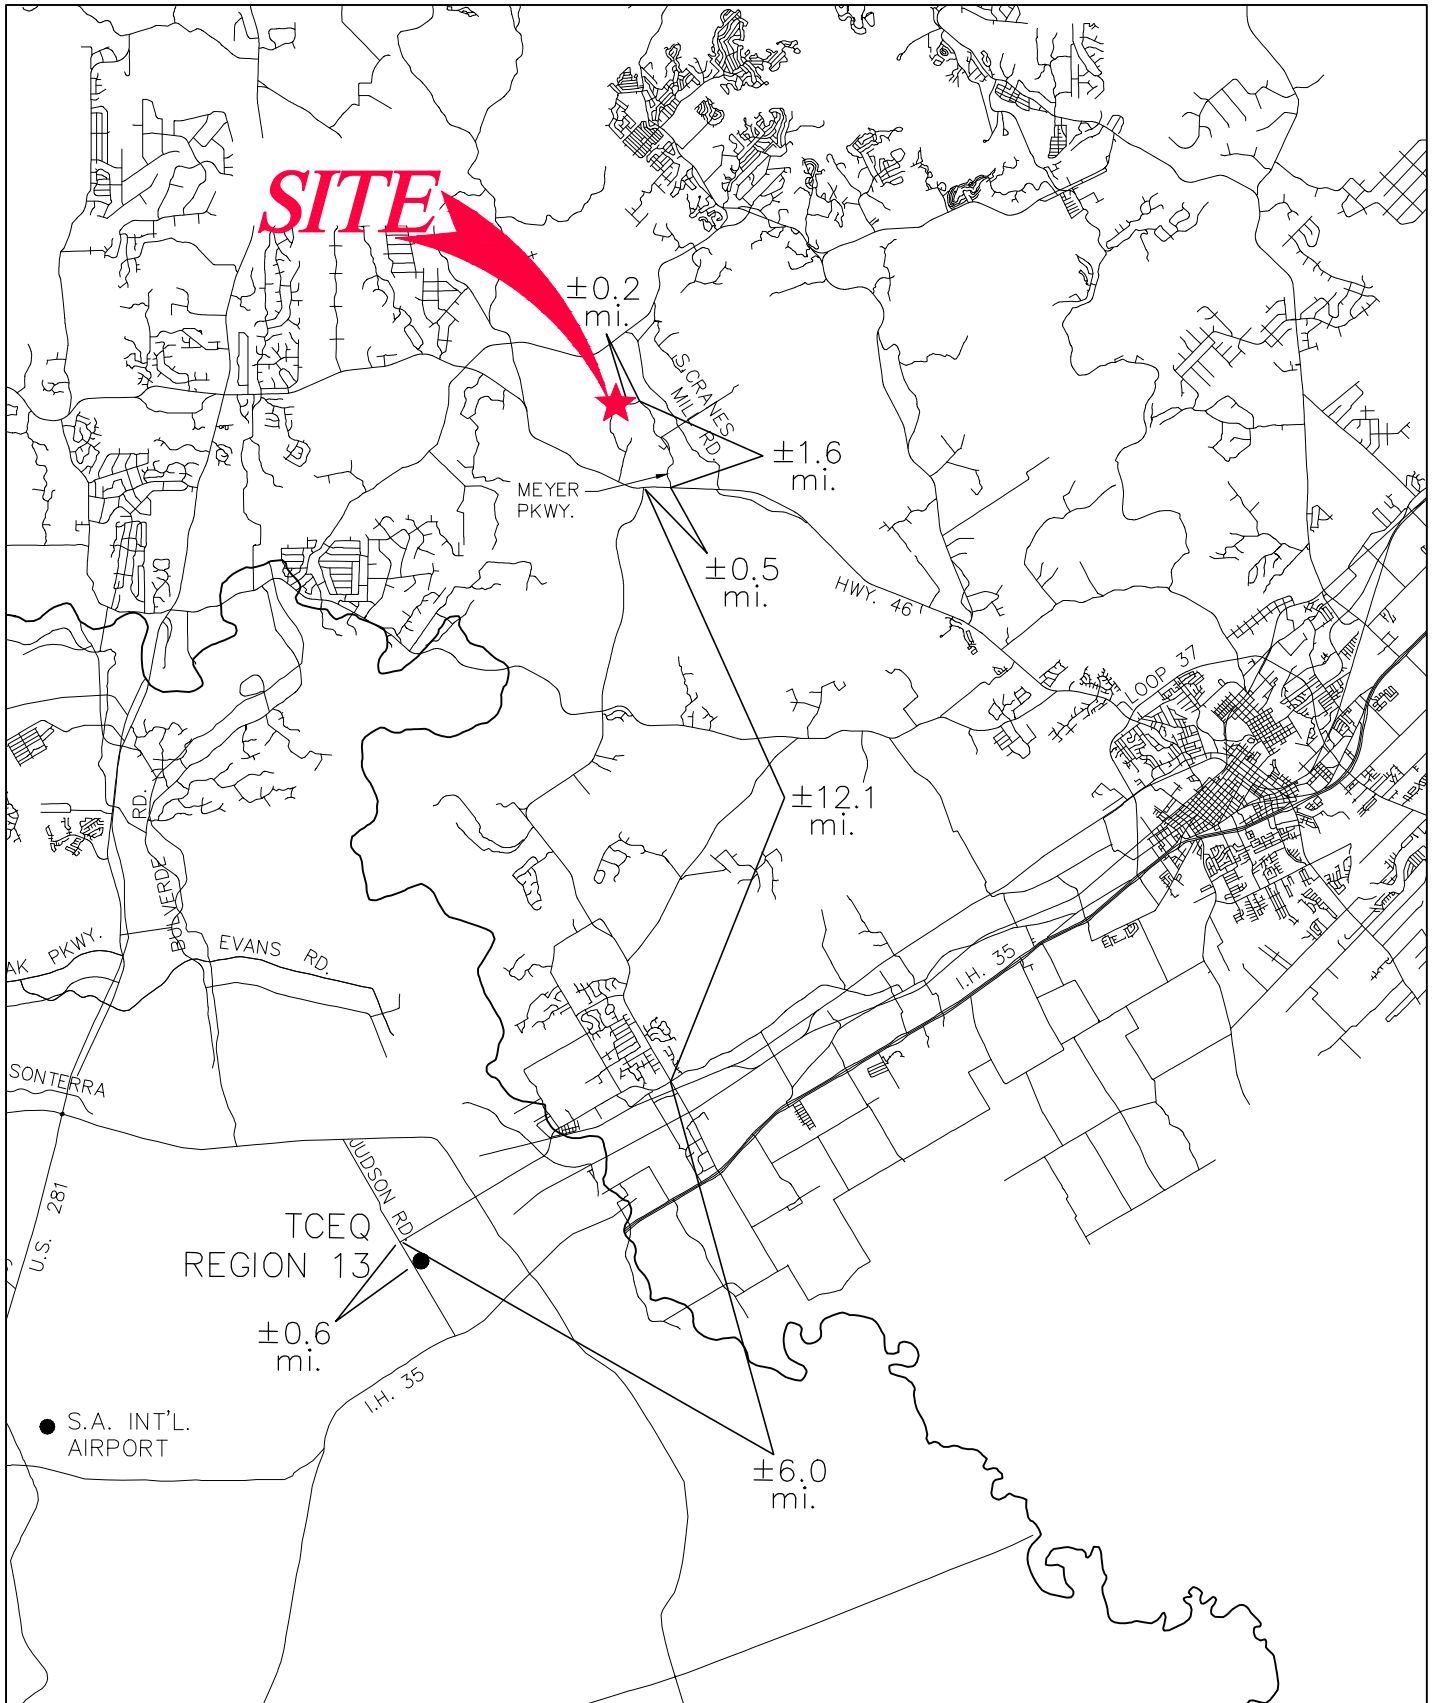 SITE
±0.2
mi.
S. CRANES
MILL RD
±1.6
mi.
MEYER
PKWY.
±0.5
mi.
HWY. 46
LOOP 37
±12.1
mi.
BULVERDE RD.
AK PKWY.
EVANS RD.
I.H. 35
SONTERRA
JUDSON RD
U.S. 281
TCEQ
REGION 13
±0.6
mi.
I.H. 35
S.A. INT'L.
AIRPORT
±6.0
mi.